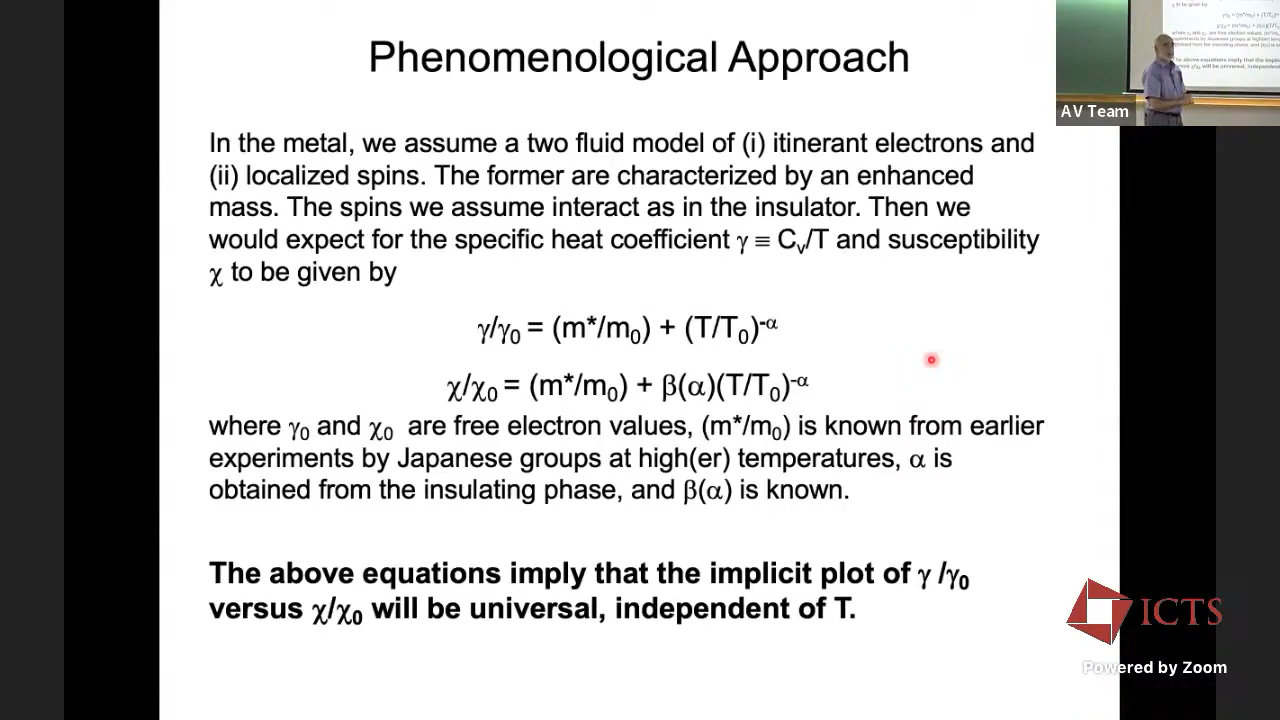 Phenomenological Approach
AV Team
In the metal, we assume a two fluid model of (i) itinerant electrons and
(ii) localized spins. The former are characterized by an enhanced
mass. The spins we assume interact as in the insulator. Then we
would expect for the specific heat coefficient γ ≡ Cᵥ/T and susceptibility
χ to be given by
γ/γ₀ = (m*/m₀) + (T/T₀)⁻ᵅ
χ/χ₀ = (m*/m₀) + β(α)(T/T₀)⁻ᵅ
where γ₀ and χ₀ are free electron values, (m*/m₀) is known from earlier
experiments by Japanese groups at high(er) temperatures, α is
obtained from the insulating phase, and β(α) is known.
The above equations imply that the implicit plot of γ /γ₀
versus χ/χ₀ will be universal, independent of T.
ICTS
Powered by Zoom